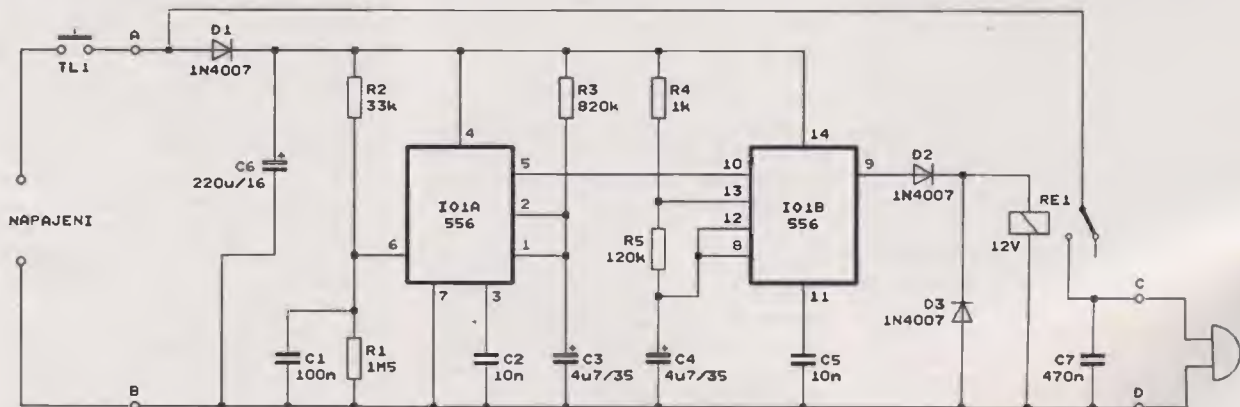 A
D1
TL1
1N4007
R2
33k
R3
820k
R4
1k
4
14
C6
220u/16
+
5
10
9
D2
1N4007
IO1A
556
2
13
IO1B
556
RE1
12V
NAPAJENI
12
R5
120k
6
1
8
7
3
11
D3
1N4007
C
C1
100n
R1
1M5
C2
10n
+
C3
4u7/35
+
C4
4u7/35
C5
10n
C7
470n
B
D